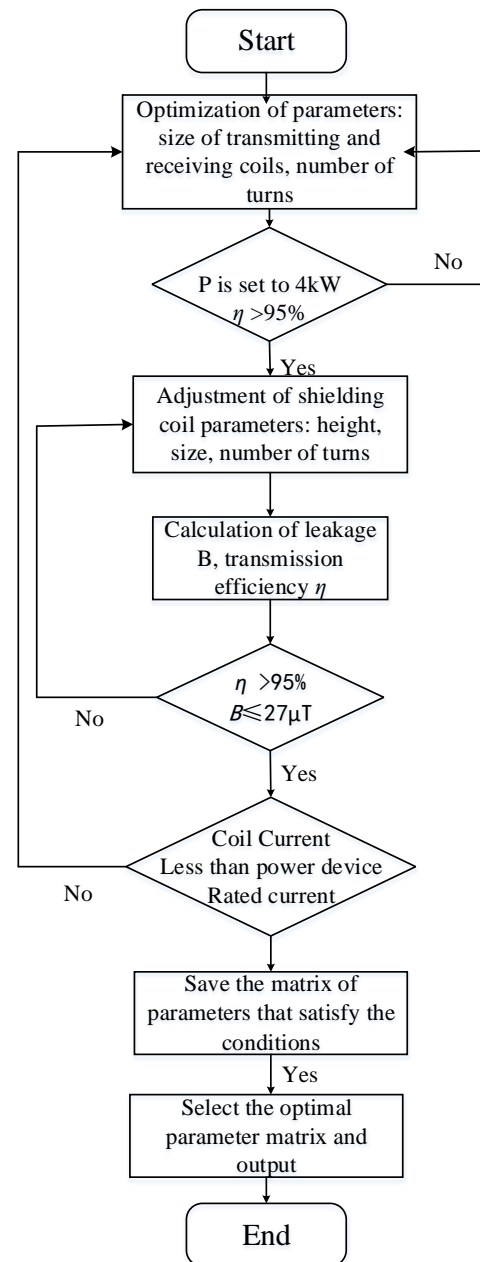 Start
Optimization of parameters:
size of transmitting and
receiving coils, number of
turns
No
P is set to 4kW
η >95%
Yes
Adjustment of shielding
coil parameters: height,
size, number of turns
Calculation of leakage
B, transmission
efficiency η
η >95%
B≤27μT
No
Yes
Coil Current
Less than power device
Rated current
No
Save the matrix of
parameters that satisfy the
conditions
Yes
Select the optimal
parameter matrix and
output
End